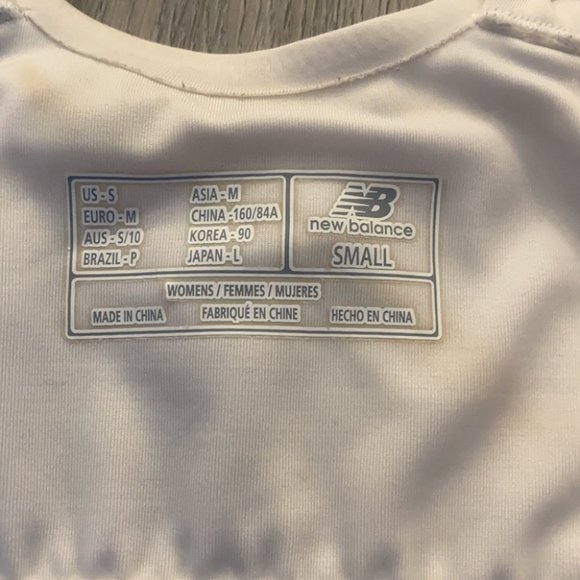 US - S
EURO - M
AUS - S/10
BRAZIL - P
ASIA - M
CHINA -160/84A
KOREA - 90
JAPAN - L
NB
new balance
SMALL
WOMENS / FEMMES / MUJERES
MADE IN CHINA
FABRIQUÉ EN CHINE
HECHO EN CHINA